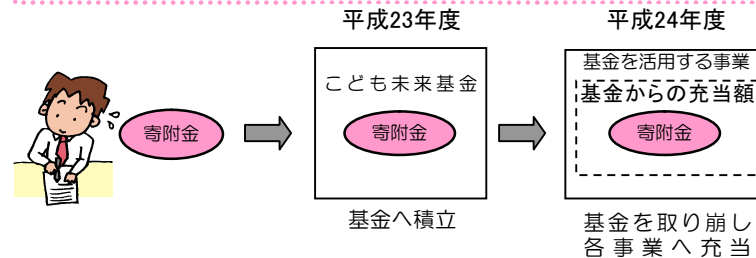 平成23年度
平成24年度
寄附金
こども未来基金
寄附金
基金へ積立
基金を活用する事業
基金からの充当額
寄附金
基金を取り崩し
各事業へ充当